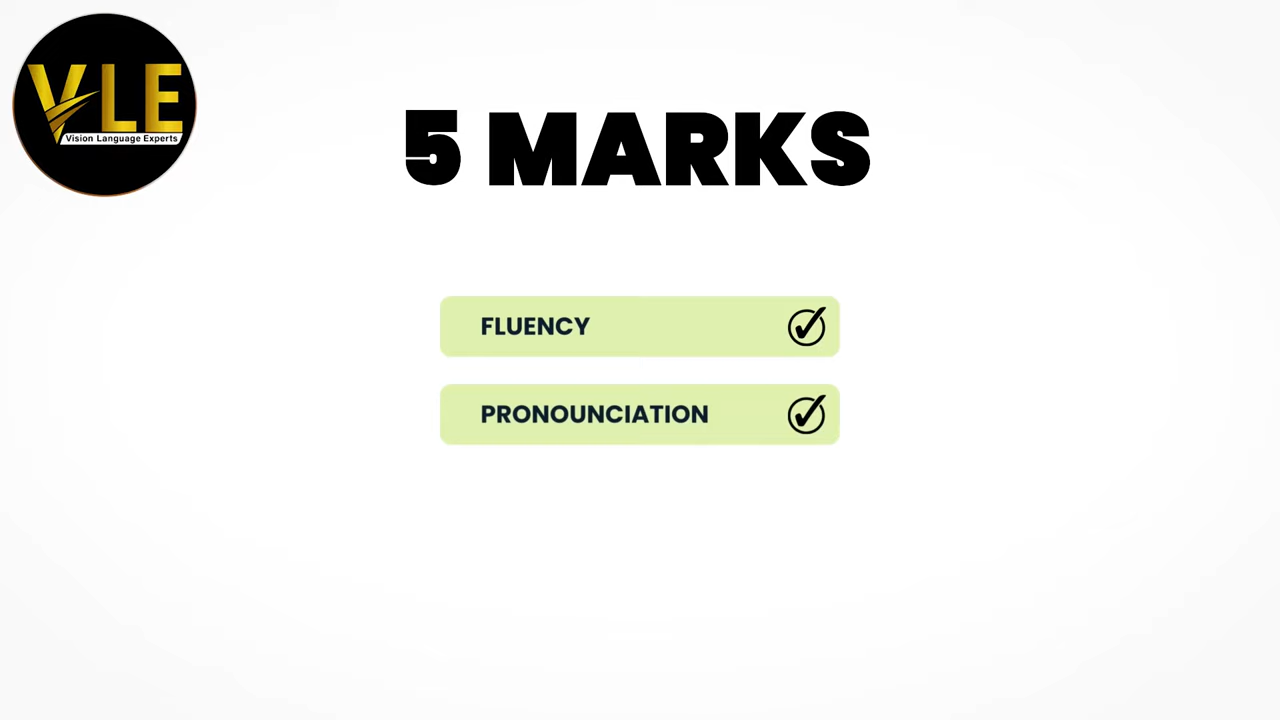 VLE
Vision Language Experts
5 MARKS
FLUENCY
PRONOUNCIATION